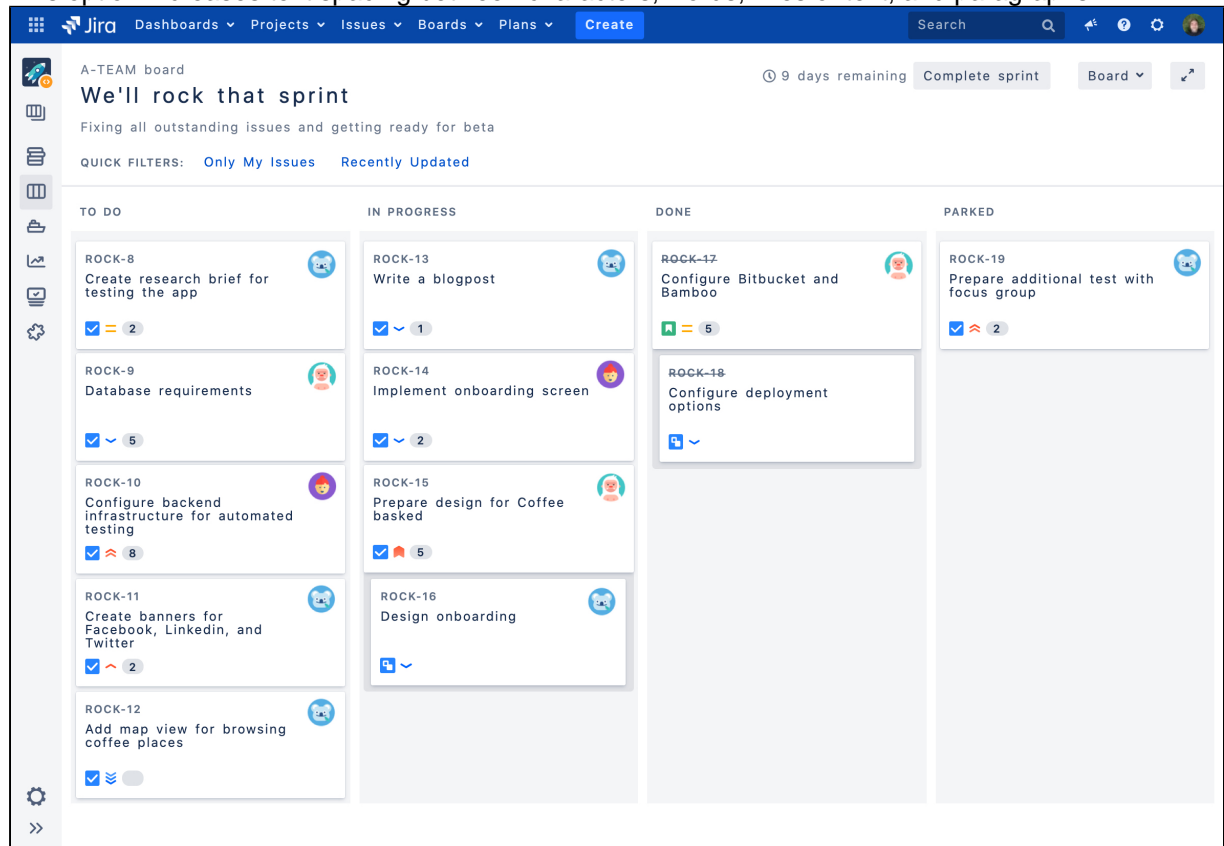 Jira Dashboards Projects Issues Boards Plans Create Search
A-TEAM board
9 days remaining Complete sprint Board
We'll rock that sprint
Fixing all outstanding issues and getting ready for beta
QUICK FILTERS: Only My Issues Recently Updated
TO DO
ROCK-8
Create research brief for
testing the app
2
ROCK-9
Database requirements
5
ROCK-10
Configure backend
infrastructure for automated
testing
8
ROCK-11
Create banners for
Facebook, Linkedin, and
Twitter
2
ROCK-12
Add map view for browsing
coffee places
IN PROGRESS
ROCK-13
Write a blogpost
1
ROCK-14
Implement onboarding screen
2
ROCK-15
Prepare design for Coffee
basked
5
ROCK-16
Design onboarding
DONE
ROCK-17
Configure Bitbucket and
Bamboo
5
ROCK-18
Configure deployment
options
PARKED
ROCK-19
Prepare additional test with
focus group
2